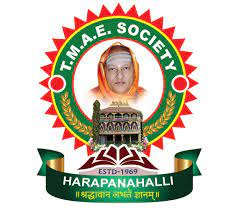 T.M.A.E. SOCIETY
ESTD-1969
HARAPANAHALLI
॥ श्रद्धावान लभते ज्ञानम् ॥